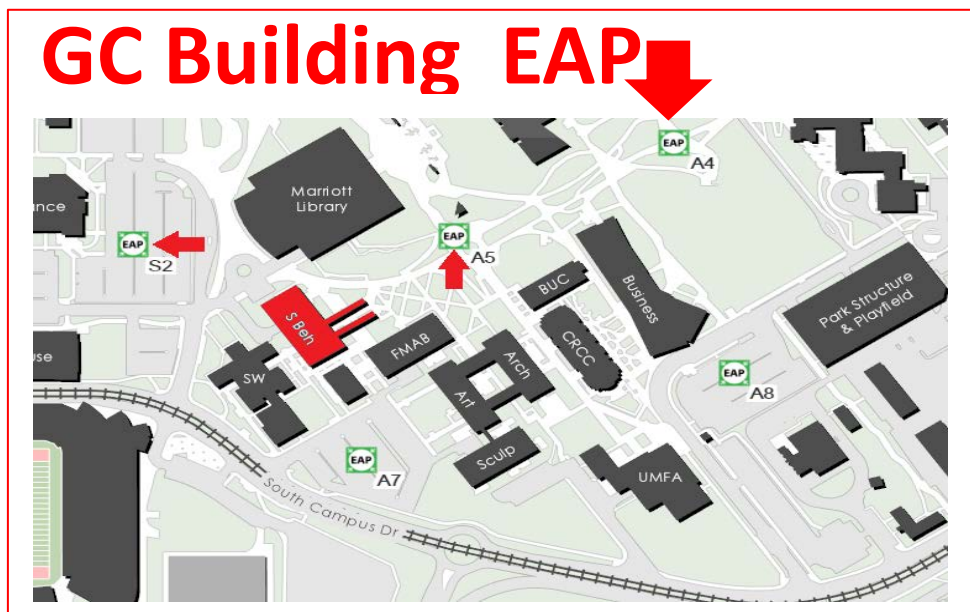 GC Building EAP
EAP
A4
Marriott
Library
ance
EAP
S2
EAP
A5
BUC
Business
Park Structure
& Playfield
S Beh
FMAB
CRCC
Arch
use
SW
EAP
A8
Art
Sculp
EAP
A7
UMFA
South Campus Dr